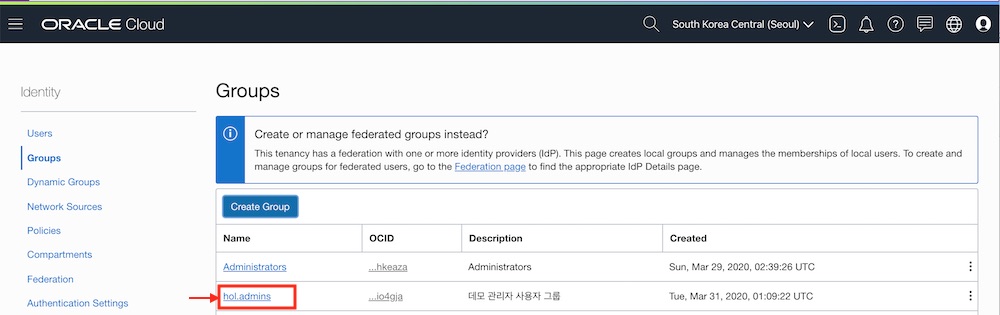 ORACLE Cloud
South Korea Central (Seoul)
Identity
Users
Groups
Dynamic Groups
Network Sources
Policies
Compartments
Federation
Authentication Settings
Groups
Create or manage federated groups instead?
This tenancy has a federation with one or more identity providers (IdP). This page creates local groups and manages the memberships of local users. To create and
manage groups for federated users, go to the Federation page to find the appropriate IdP Details page.
Create Group
Name OCID Description Created
Administrators ...hkeaza Administrators Sun, Mar 29, 2020, 02:39:26 UTC
hol.admins ...io4gja 데모 관리자 사용자 그룹 Tue, Mar 31, 2020, 01:09:22 UTC